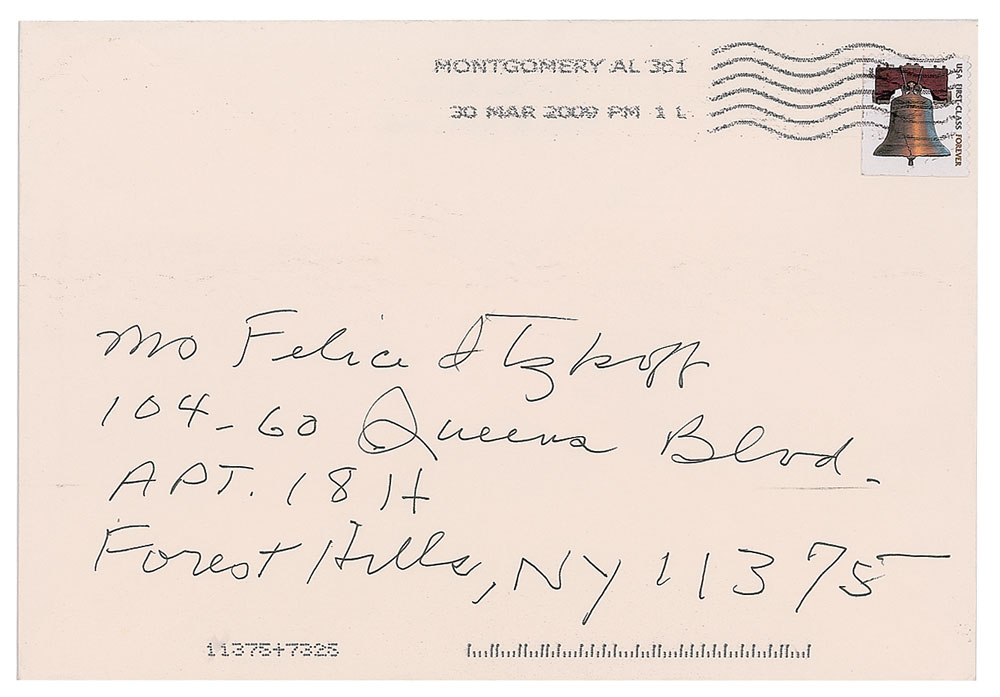 MONTGOMERY AL 361
30 MAR 2009 PM 1 L
USA FIRST-CLASS FOREVER
Ms Felice Itzkoff
104-60 Queens Blvd.
APT. 18H
Forest Hills, NY 11375
11375+7325